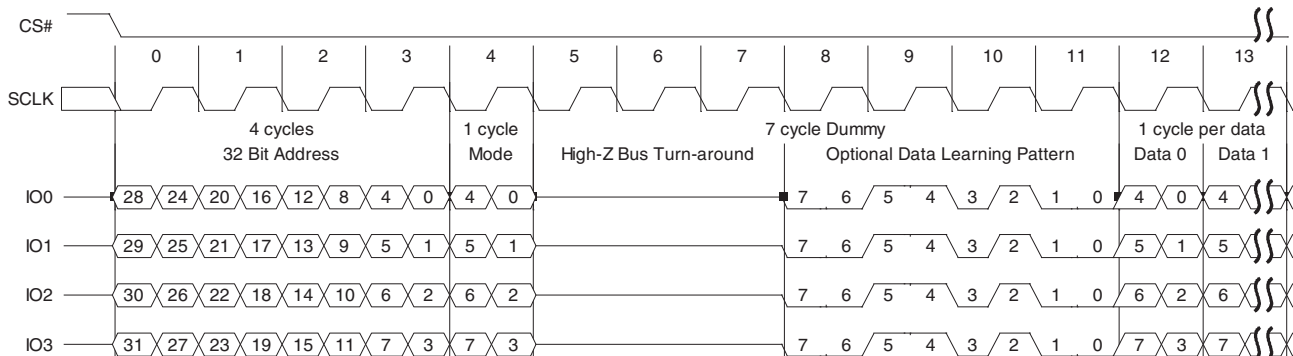 CS#
0 1 2 3 4 5 6 7 8 9 10 11 12 13
SCLK
4 cycles 1 cycle 7 cycle Dummy 1 cycle per data
32 Bit Address Mode High-Z Bus Turn-around Optional Data Learning Pattern Data 0 Data 1
IO0 28 24 20 16 12 8 4 0 4 0 7 6 5 4 3 2 1 0 4 0 4
IO1 29 25 21 17 13 9 5 1 5 1 7 6 5 4 3 2 1 0 5 1 5
IO2 30 26 22 18 14 10 6 2 6 2 7 6 5 4 3 2 1 0 6 2 6
IO3 31 27 23 19 15 11 7 3 7 3 7 6 5 4 3 2 1 0 7 3 7